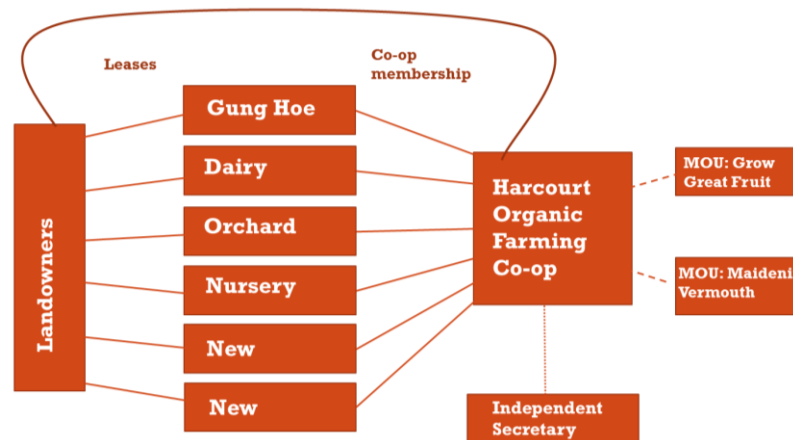 Leases
Co-op
membership
Landowners
Gung Hoe
Dairy
Orchard
Nursery
New
New
Harcourt
Organic
Farming
Co-op
MOU: Grow
Great Fruit
MOU: Maideni
Vermouth
Independent
Secretary